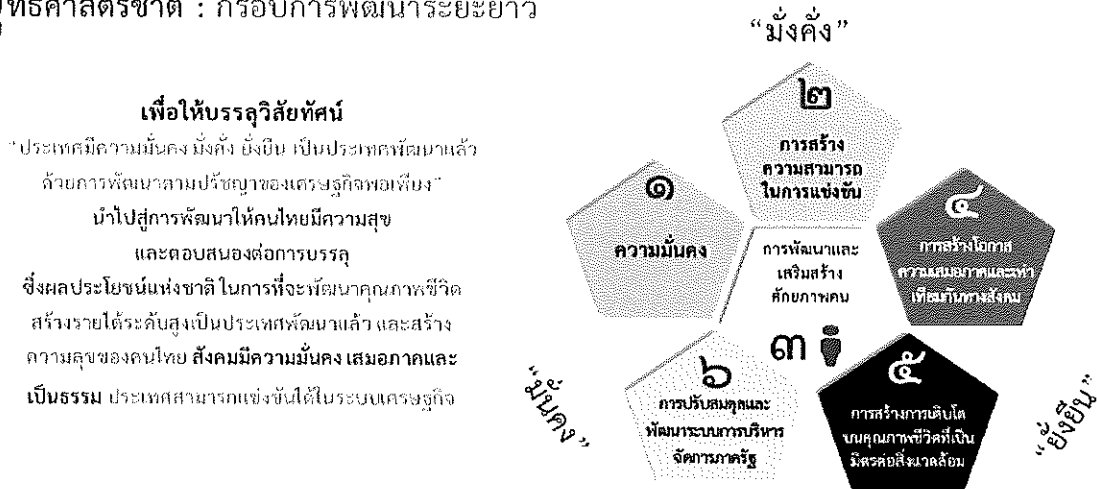 ยุทธศาสตร์ชาติ : กรอบการพัฒนาระยะยาว
เพื่อให้บรรลุวิสัยทัศน์
“ประเทศมีความมั่นคง มั่งคั่ง ยั่งยืน เป็นประเทศพัฒนาแล้ว
ด้วยการพัฒนาตามปรัชญาของเศรษฐกิจพอเพียง”
นำไปสู่การพัฒนาให้คนไทยมีความสุข
และตอบสนองต่อการบรรลุ
ซึ่งผลประโยชน์แห่งชาติ ในการที่จะพัฒนาคุณภาพชีวิต
สร้างรายได้ระดับสูงเป็นประเทศพัฒนาแล้ว และสร้าง
ความสุขของคนไทย สังคมมีความมั่นคง เสมอภาคและ
เป็นธรรม ประเทศสามารถแข่งขันได้ในระบบเศรษฐกิจ
“มั่งคั่ง”
๒
การสร้าง
ความสามารถ
ในการแข่งขัน
๑
ความมั่นคง
๔
การสร้างโอกาส
ความเสมอภาคและเท่า
เทียมกันทางสังคม
การพัฒนาและ
เสริมสร้าง
ศักยภาพคน
๓
๖
การปรับสมดุลและ
พัฒนาระบบการบริหาร
จัดการภาครัฐ
๕
การสร้างการเติบโต
บนคุณภาพชีวิตที่เป็น
มิตรต่อสิ่งแวดล้อม
“มั่นคง”
“ยั่งยืน”